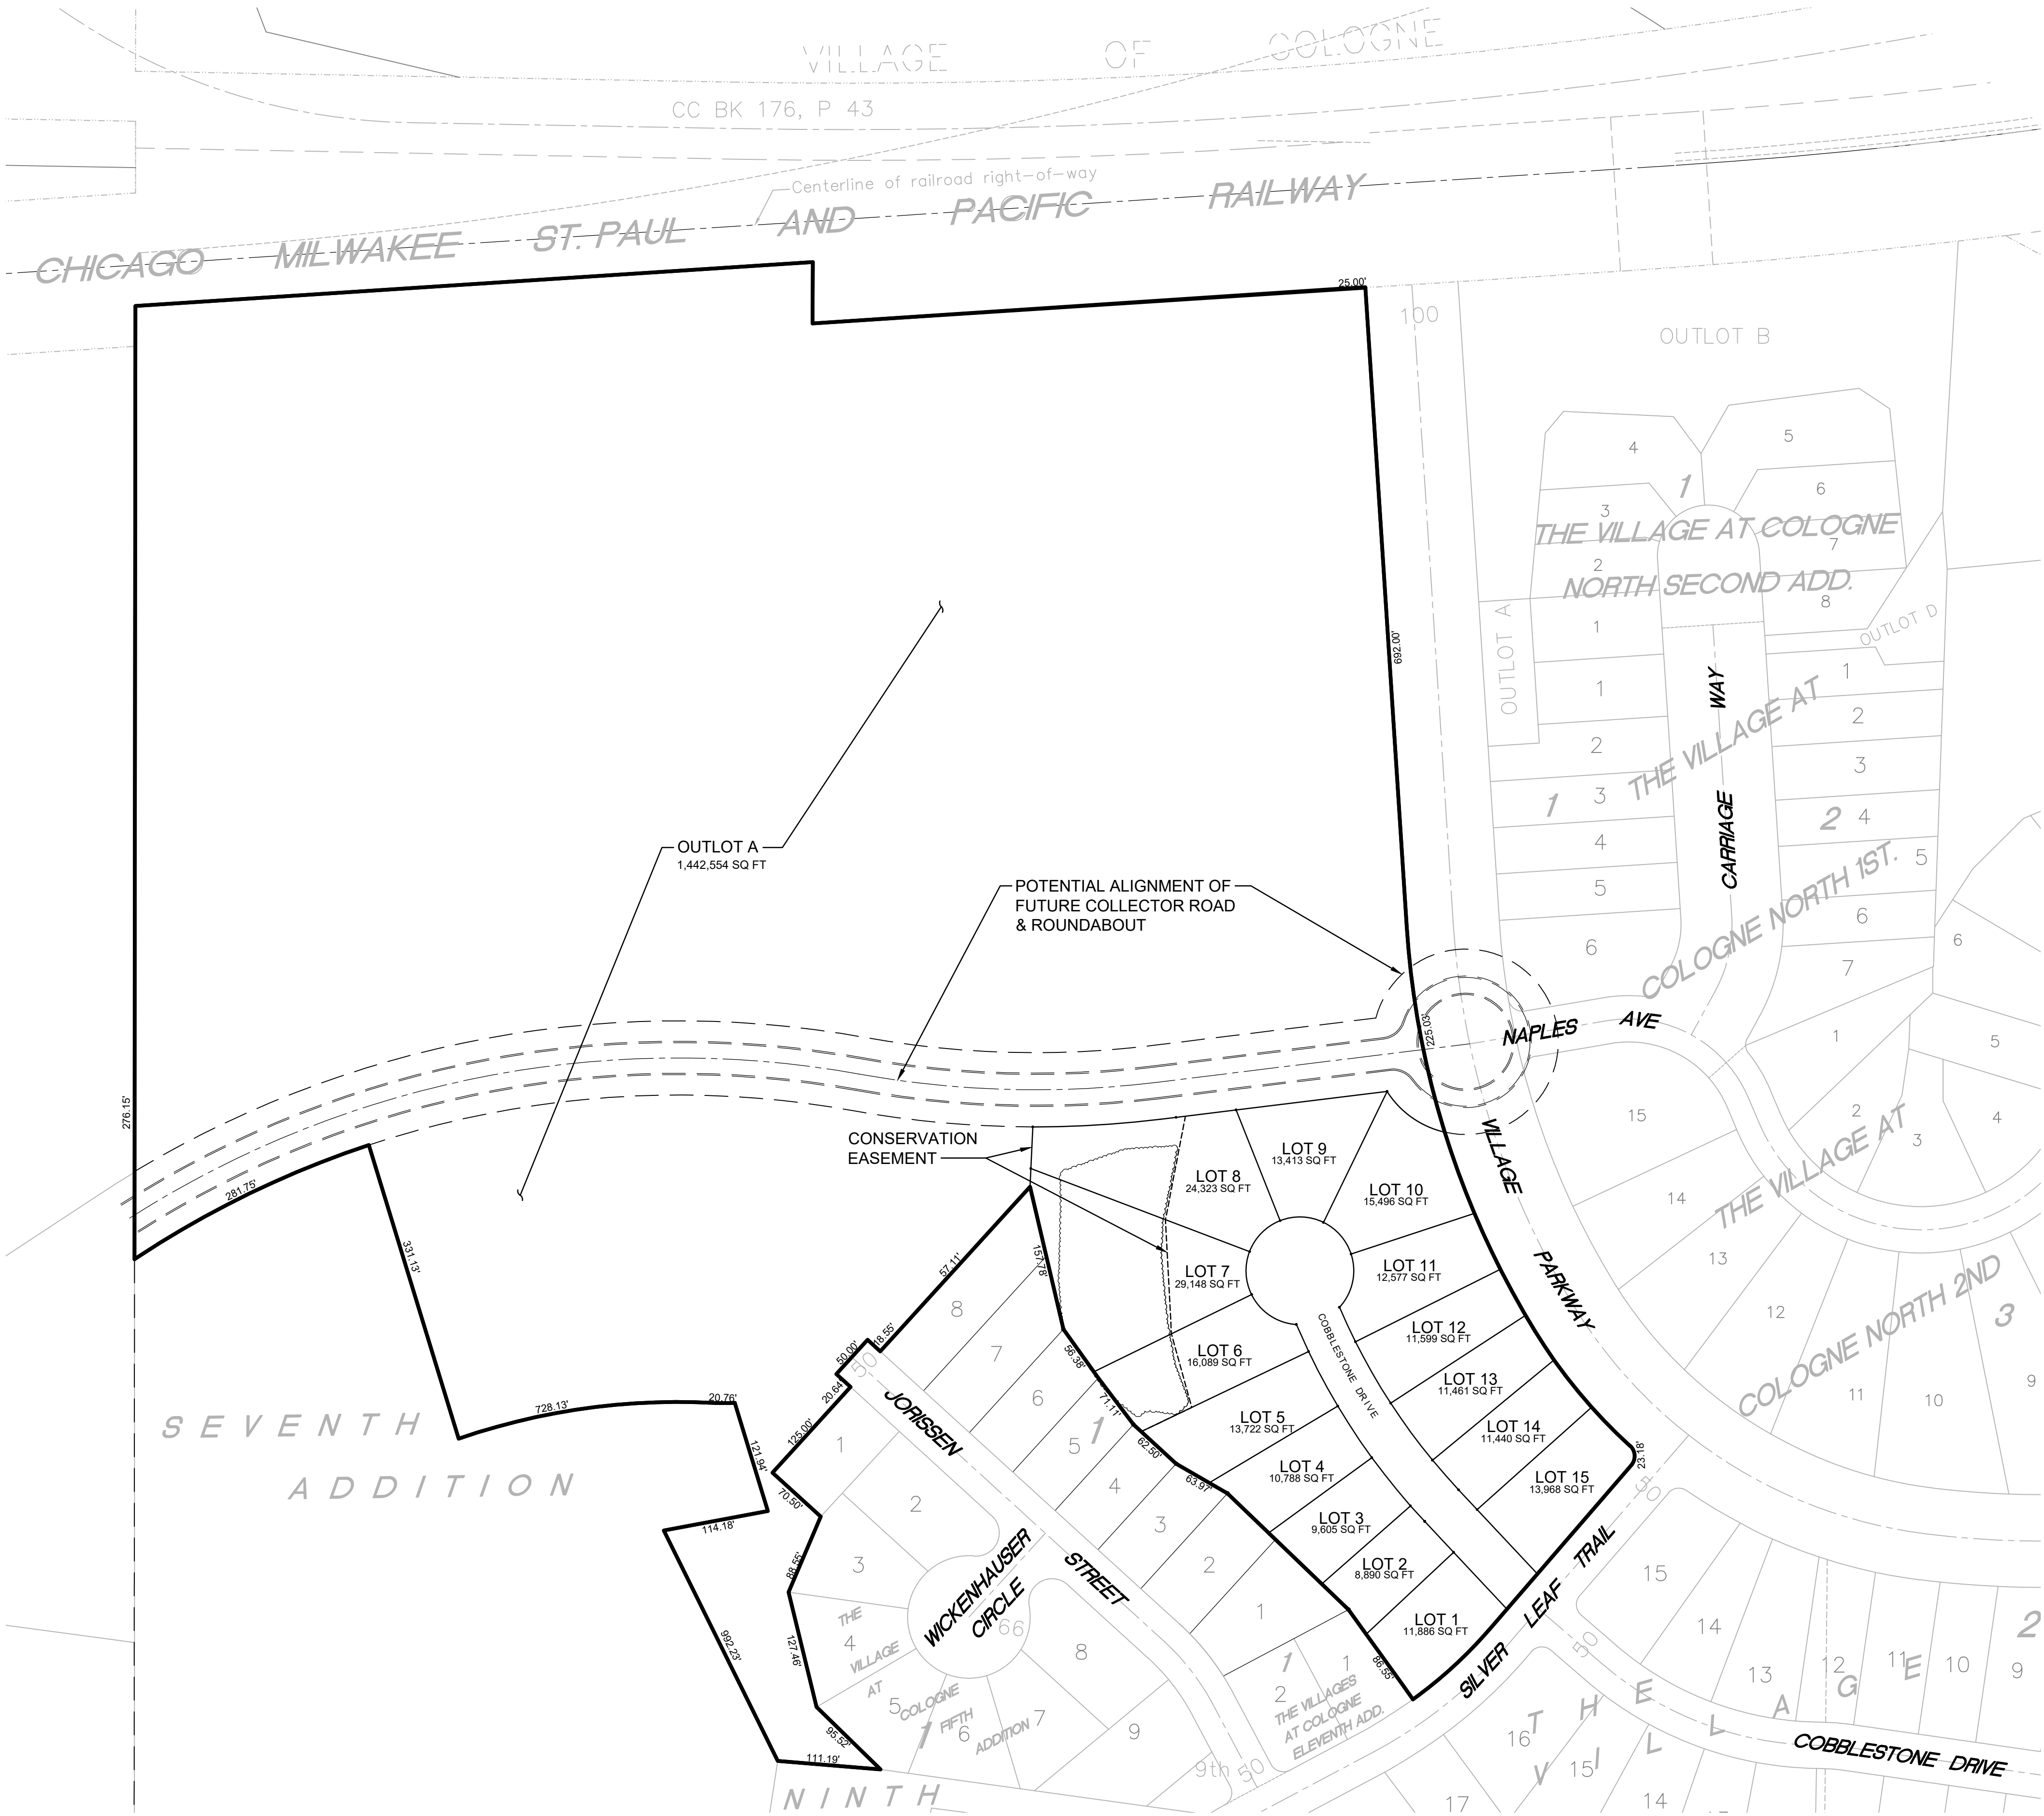 VILLAGE OF COLOGNE
CC BK 176, P 43
Centerline of railroad right-of-way
CHICAGO MILWAKEE ST. PAUL AND PACIFIC RAILWAY
25.00'
100
OUTLOT B
4
5
1
3
6
THE VILLAGE AT COLOGNE
2
7
NORTH SECOND ADD.
8
OUTLOT A
1
OUTLOT D
692.00'
1
WAY
1
2
2
THE VILLAGE AT
3
1
3
CARRIAGE
2
4
4
5
5
COLOGNE NORTH 1ST.
6
6
6
7
OUTLOT A
1,442,554 SQ FT
POTENTIAL ALIGNMENT OF
FUTURE COLLECTOR ROAD
& ROUNDABOUT
225.03'
NAPLES AVE
1
5
276.15'
15
2
3
4
THE VILLAGE AT
14
13
12
11
10
9
COLOGNE NORTH 2ND
3
CONSERVATION
EASEMENT
VILLAGE
PARKWAY
LOT 9
13,413 SQ FT
LOT 8
24,323 SQ FT
LOT 10
15,496 SQ FT
LOT 7
29,148 SQ FT
LOT 11
12,577 SQ FT
LOT 6
16,089 SQ FT
LOT 12
11,599 SQ FT
COBBLESTONE DRIVE
LOT 13
11,461 SQ FT
LOT 5
13,722 SQ FT
LOT 14
11,440 SQ FT
LOT 4
10,788 SQ FT
LOT 15
13,968 SQ FT
LOT 3
9,605 SQ FT
LOT 2
8,890 SQ FT
LOT 1
11,886 SQ FT
23.18'
281.75'
331.13'
728.13'
20.76'
121.94'
114.18'
992.23'
111.19'
95.52'
127.46'
88.55'
70.50'
125.00'
20.64'
50.00'
18.55'
57.11'
157.78'
56.38'
71.11'
62.50'
63.97'
86.55'
50
8
7
6
5
1
4
3
2
1
JORISSEN
STREET
SEVENTH
ADDITION
1
2
3
WICKENHAUSER
CIRCLE
66
THE
4
VILLAGE
AT
5
COLOGNE
1
FIFTH
6
ADDITION
7
8
9
1
1
2
THE VILLAGES
AT COLOGNE
ELEVENTH ADD.
9th
50
NINTH
SILVER LEAF TRAIL
50
50
15
14
13
12
11
10
9
2
THE VILLAGE
16
15
14
17
COBBLESTONE DRIVE